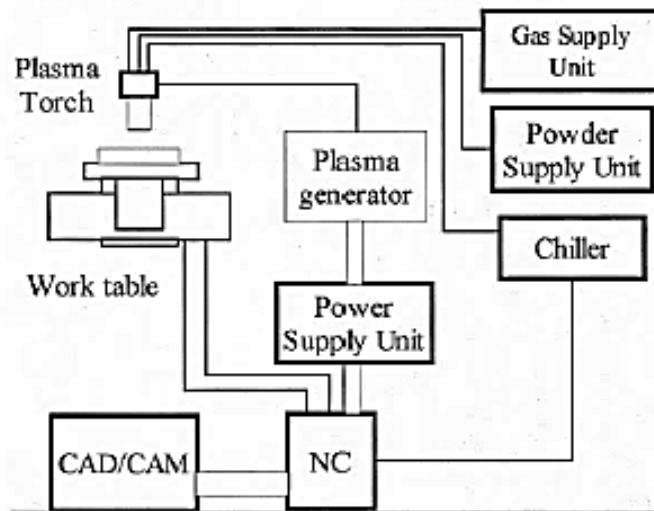 Gas Supply
Unit
Plasma
Torch
Powder
Supply Unit
Plasma
generator
Chiller
Work table
Power
Supply Unit
CAD/CAM
NC